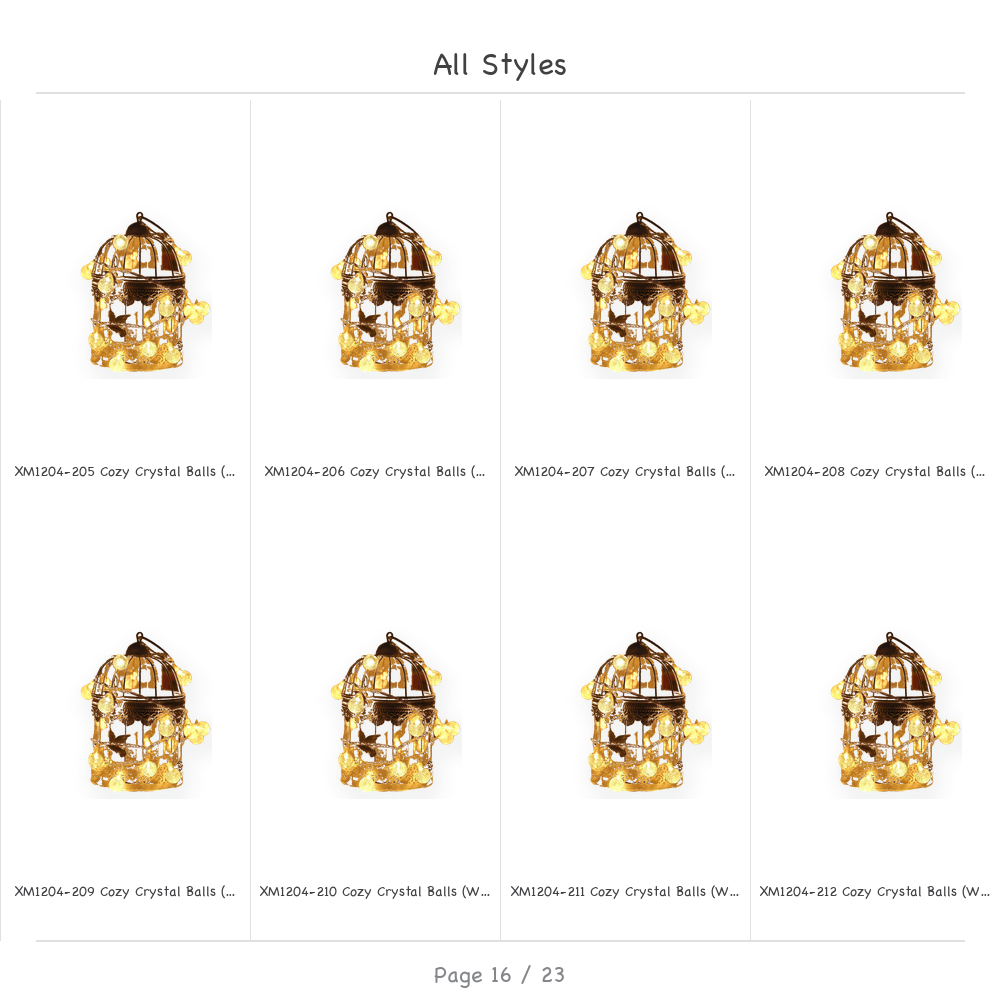 All Styles
XM1204-205 Cozy Crystal Balls (...
XM1204-206 Cozy Crystal Balls (...
XM1204-207 Cozy Crystal Balls (...
XM1204-208 Cozy Crystal Balls (...
XM1204-209 Cozy Crystal Balls (...
XM1204-210 Cozy Crystal Balls (W...
XM1204-211 Cozy Crystal Balls (W...
XM1204-212 Cozy Crystal Balls (W...
Page 16 / 23